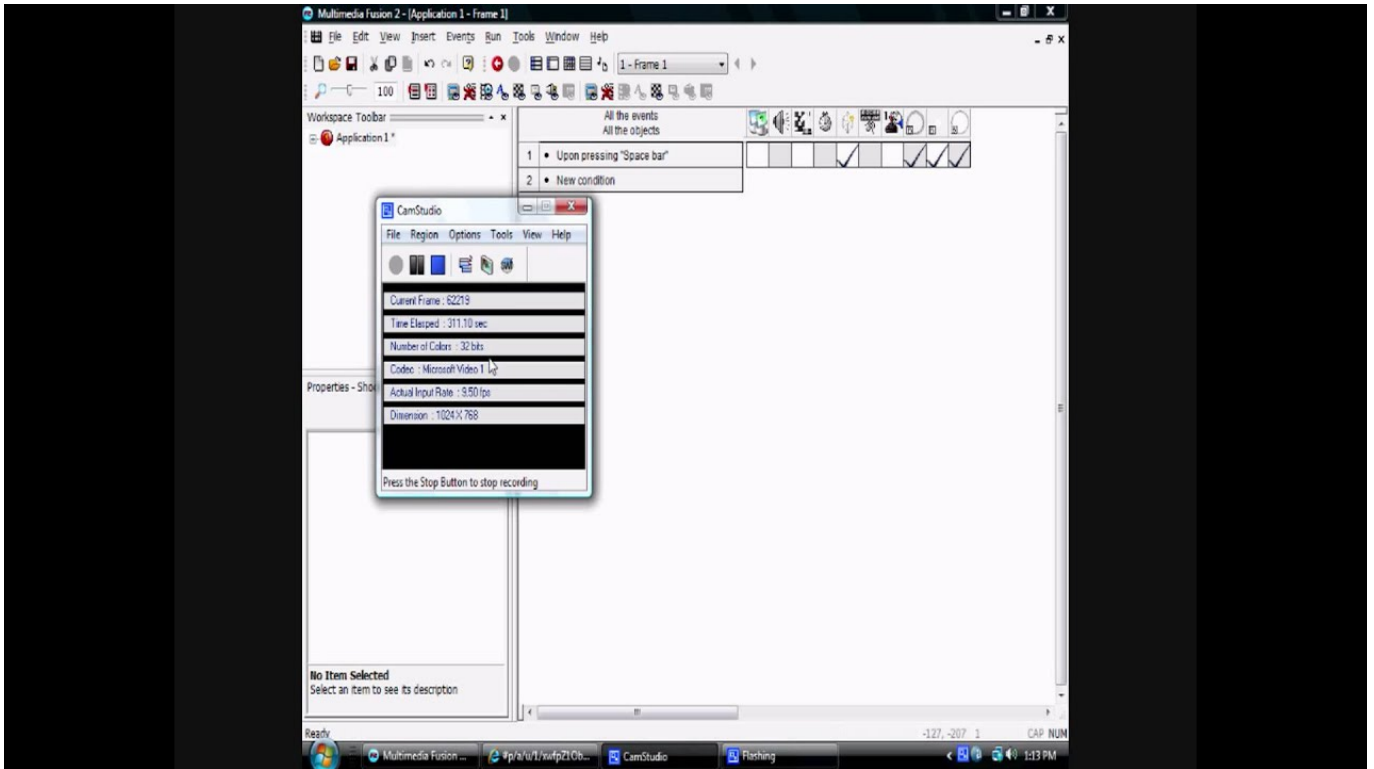 Multimedia Fusion 2 - [Application 1 - Frame 1]
File Edit View Insert Events Run Tools Window Help
1 - Frame 1
100
Workspace Toolbar
Application 1 *
All the events
All the objects
1 • Upon pressing "Space bar"
2 • New condition
CamStudio
File Region Options Tools View Help
Current Frame : 62219
Time Elasped : 311.10 sec
Number of Colors : 32 bits
Codec : Microsoft Video 1
Actual Input Rate : 9.50 fps
Dimension : 1024 X 768
Press the Stop Button to stop recording
Properties - Shoo
No Item Selected
Select an item to see its description
Ready
-127, -207 1 CAP NUM
Multimedia Fusion ... #p/a/u/1/xwfpZ1Ob... CamStudio Flashing 1:13 PM